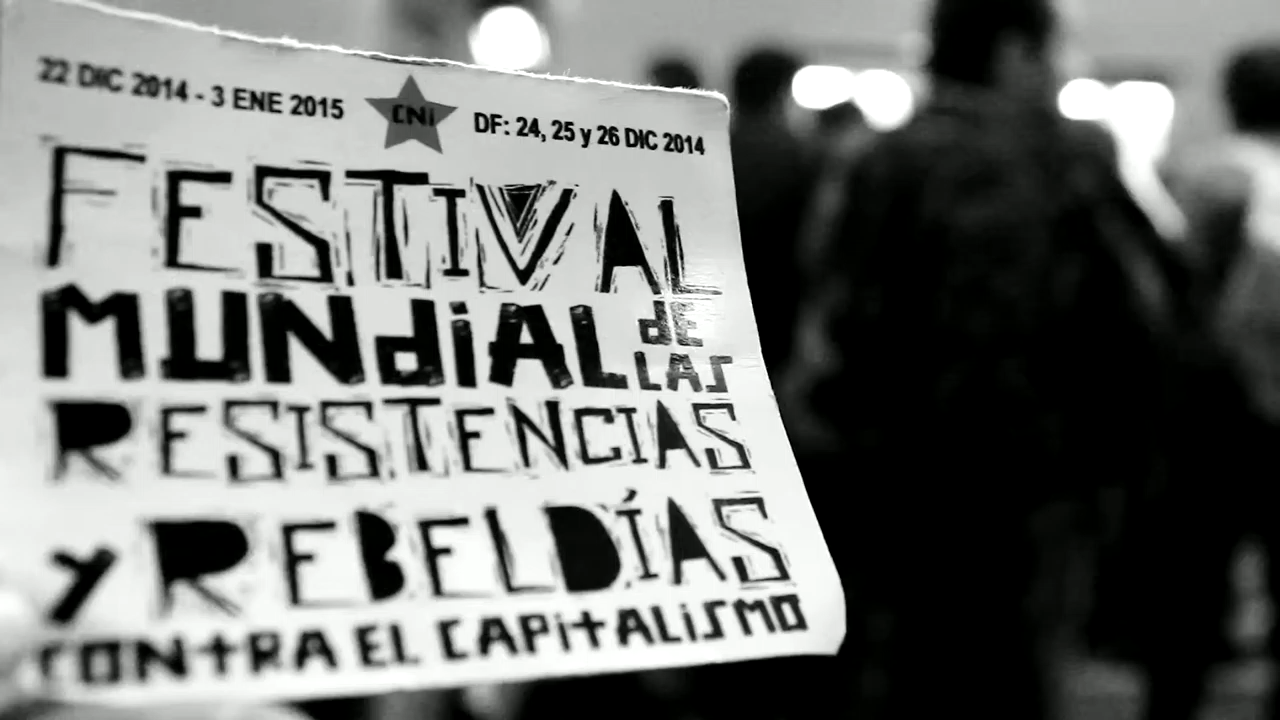 22 DIC 2014 - 3 ENE 2015
CNI
DF: 24, 25 y 26 DIC 2014
FESTIVAL
MUNDIAL DE LAS
RESISTENCIAS
y REBELDÍAS
CONTRA EL CAPITALISMO